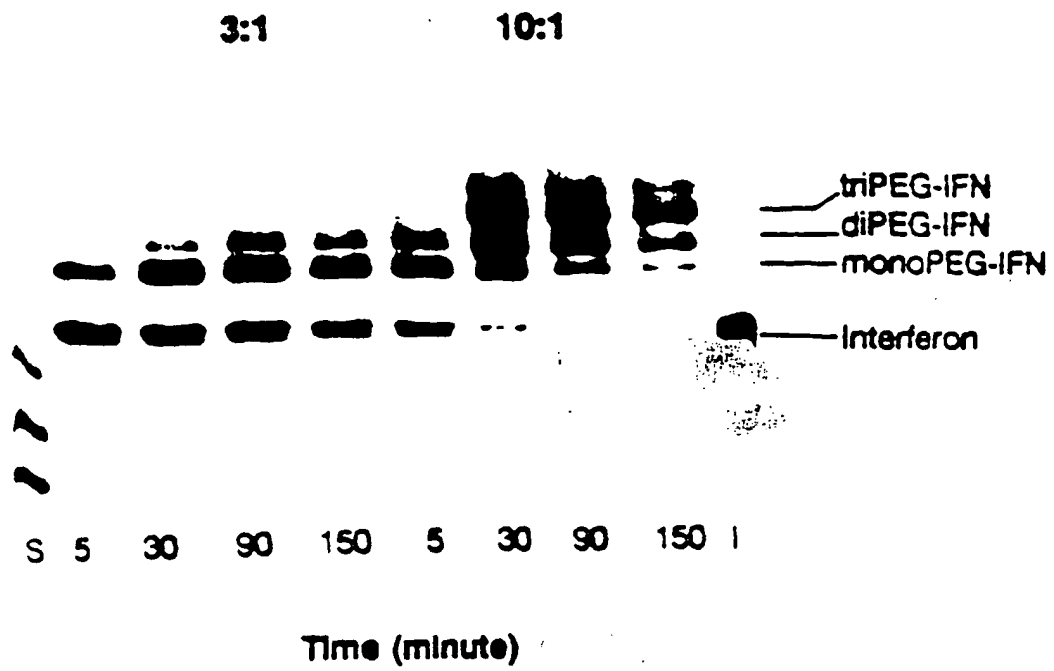 3:1 10:1
triPEG-IFN
diPEG-IFN
monoPEG-IFN
Interferon
S 5 30 90 150 5 30 90 150 I
Time (minute)